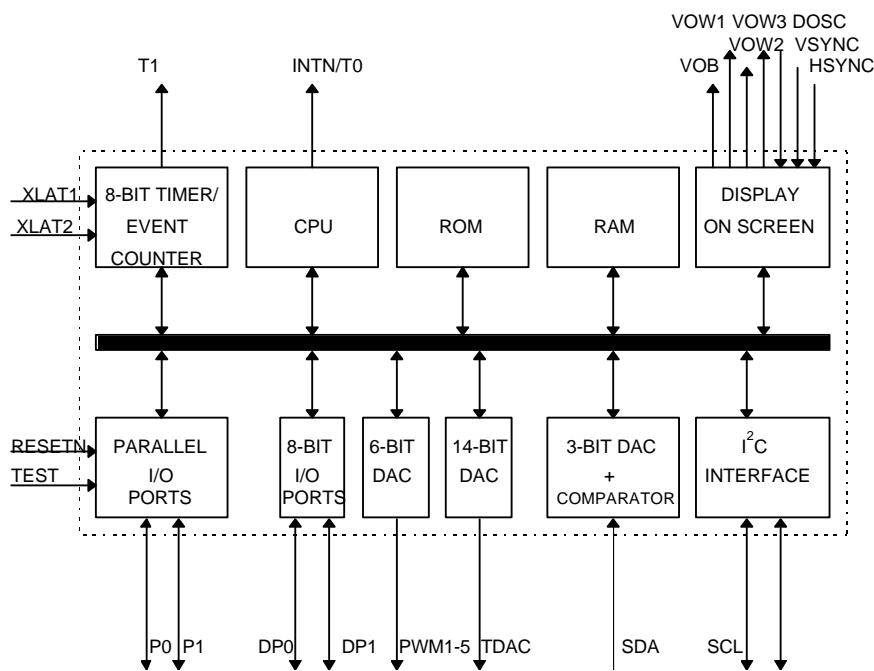 VOW1 VOW3 DOSC
VOW2 VSYNC
T1 INTN/T0 VOB HSYNC
XLAT1
XLAT2
8-BIT TIMER/
EVENT
COUNTER
CPU
ROM
RAM
DISPLAY
ON SCREEN
RESETN
TEST
PARALLEL
I/O
PORTS
8-BIT
I/O
PORTS
6-BIT
DAC
14-BIT
DAC
3-BIT DAC
+
COMPARATOR
I²C
INTERFACE
P0 P1 DP0 DP1 PWM1-5 TDAC SDA SCL